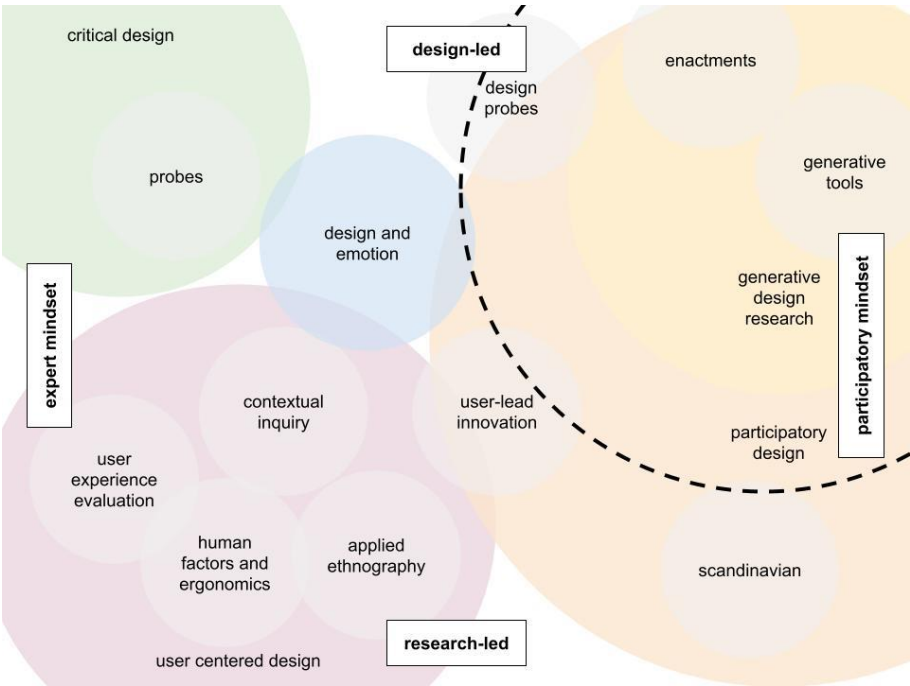 critical design
design-led
enactments
design
probes
probes
generative
tools
design and
emotion
generative
design
research
expert mindset
participatory mindset
contextual
inquiry
user-lead
innovation
participatory
design
user
experience
evaluation
human
factors and
ergonomics
applied
ethnography
scandinavian
research-led
user centered design